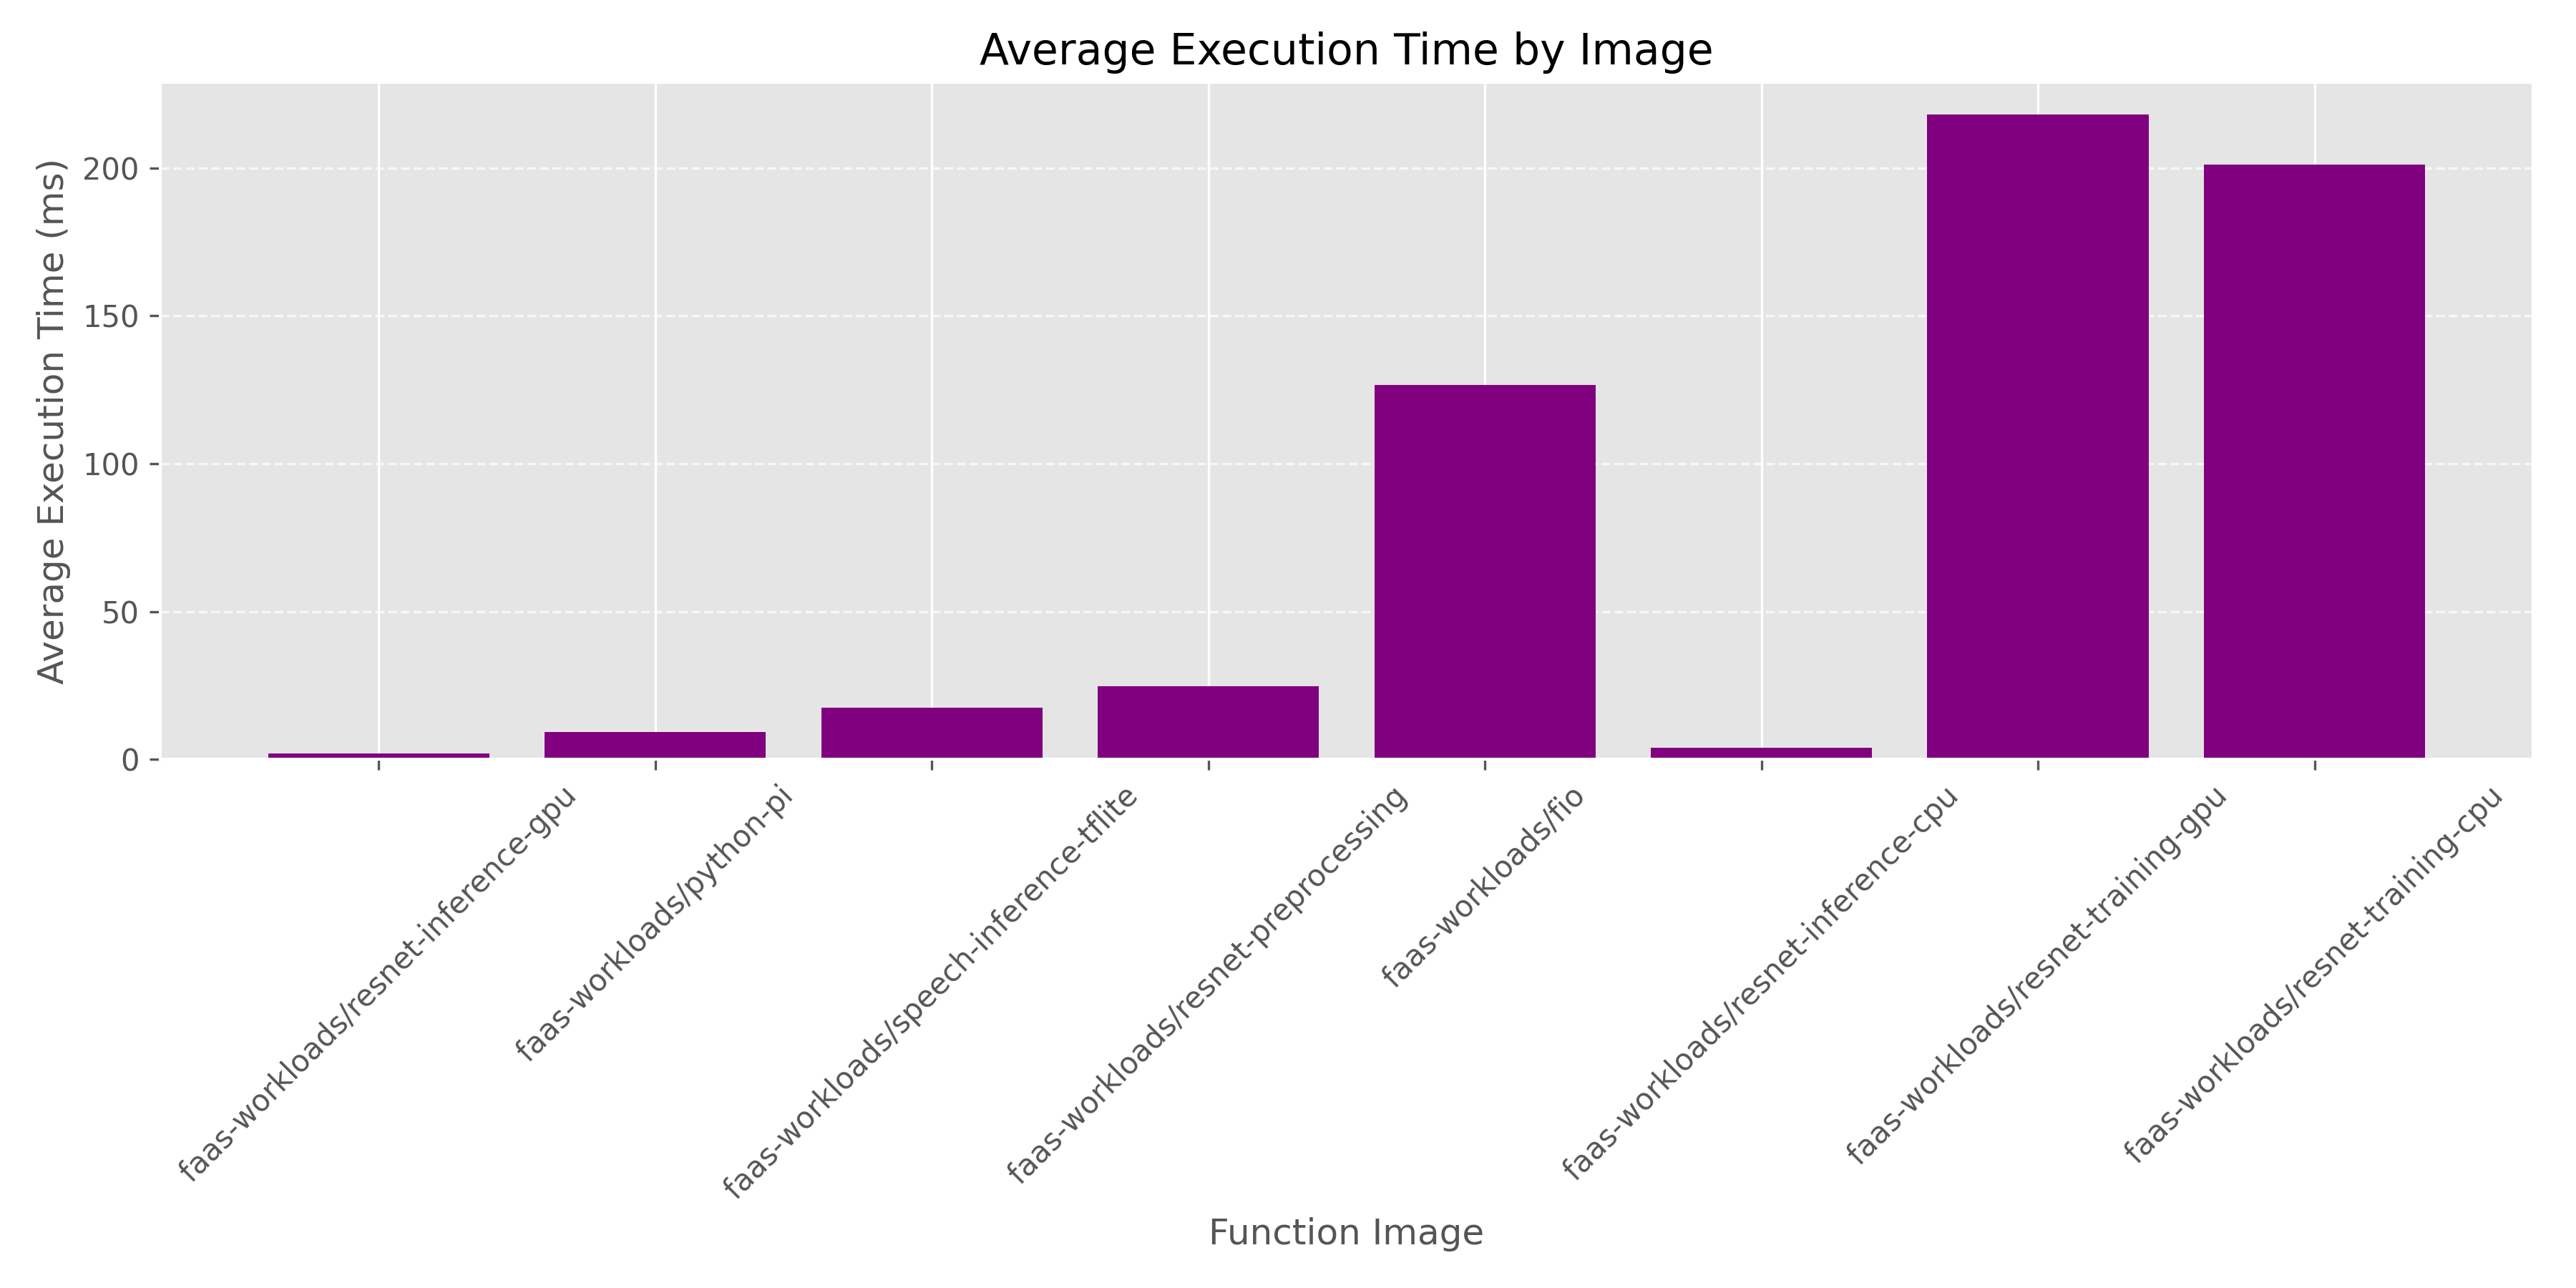 Average Execution Time by Image
Average Execution Time (ms)
200
150
100
50
0
faas-workloads/resnet-inference-gpu
faas-workloads/python-pi
faas-workloads/speech-inference-tflite
faas-workloads/resnet-preprocessing
faas-workloads/fio
faas-workloads/resnet-inference-cpu
faas-workloads/resnet-training-gpu
faas-workloads/resnet-training-cpu
Function Image